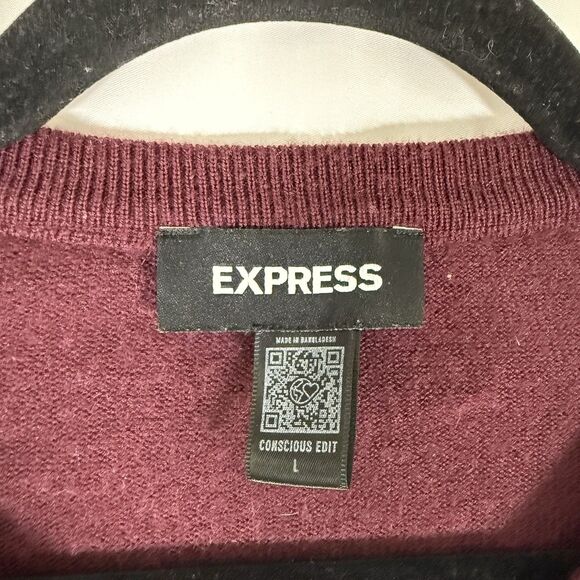 EXPRESS
MADE IN BANGLADESH
CONSCIOUS EDIT
L